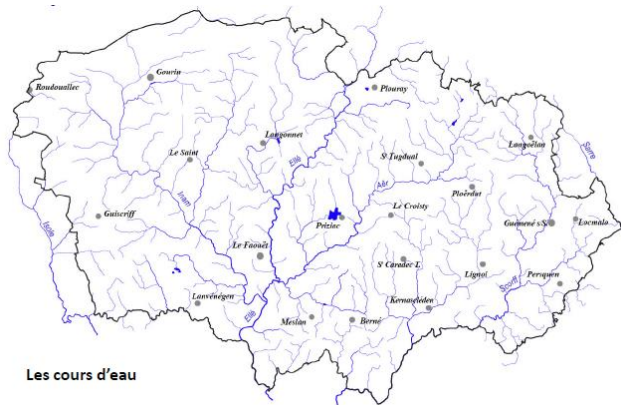 Plouray
Gourin
Roudouallec
Langonnet
Langoëlan
Ellé
Sarre
Le Saint
St Tugdual
Inam
Aër
Ploërdut
Isole
Guiscriff
Priziac
Le Croisty
Guémené s/S.
Locmalo
Le Faouët
St Caradec T.
Lignol
Scorff
Persquen
Lanvénégen
Ellé
Meslan
Berné
Kernascléden
Les cours d'eau